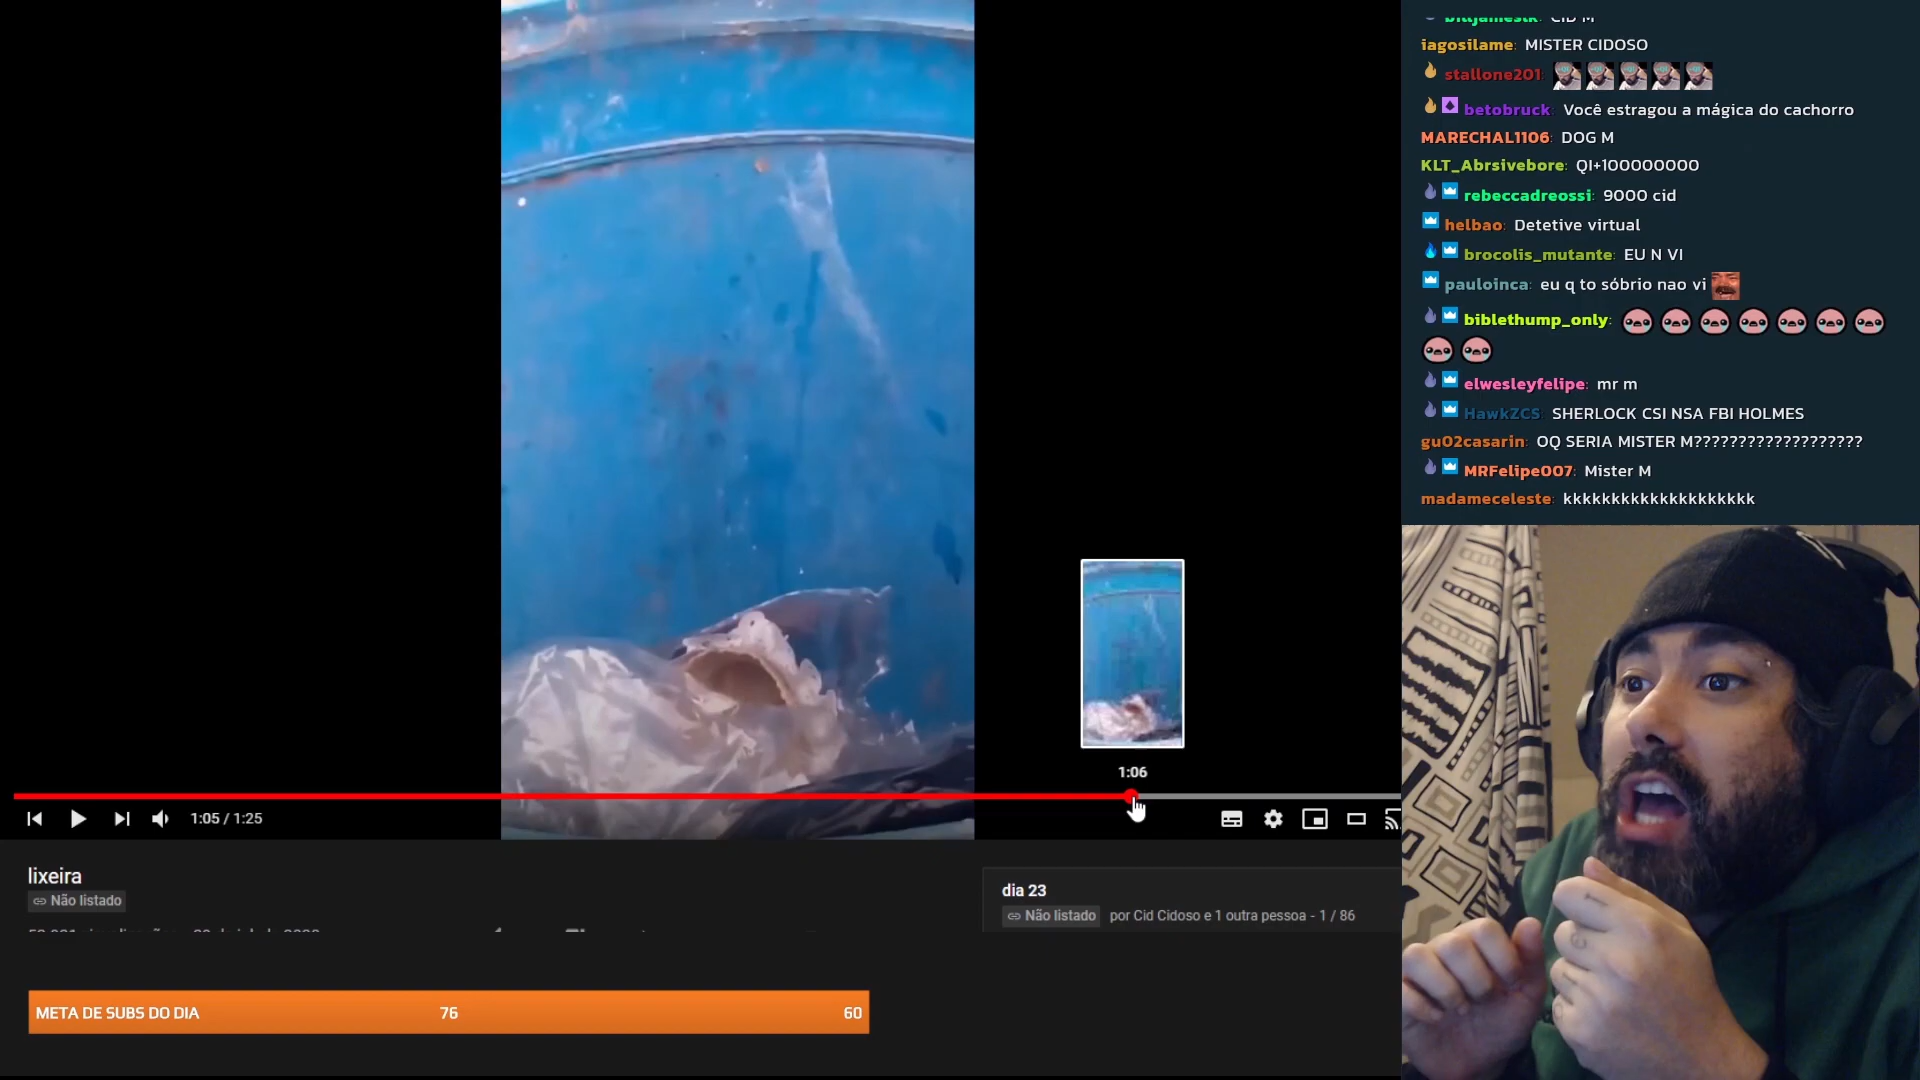 iagosilame: MISTER CIDOSO
stallone201:
betobruck: Você estragou a mágica do cachorro
MARECHAL1106: DOG M
KLT_Abrsivebore: QI+100000000
rebeccadreossi: 9000 cid
helbao: Detetive virtual
brocolis_mutante: EU N VI
pauloinca: eu q to sóbrio nao vi
biblethump_only:
elwesleyfelipe: mr m
HawkZCS: SHERLOCK CSI NSA FBI HOLMES
gu02casarin: OQ SERIA MISTER M???????????????????
MRFelipe007: Mister M
madameceleste: kkkkkkkkkkkkkkkkkkkk
1:06
1:05 / 1:25
lixeira
Não listado
dia 23
Não listado por Cid Cidoso e 1 outra pessoa - 1 / 86
META DE SUBS DO DIA 76 60